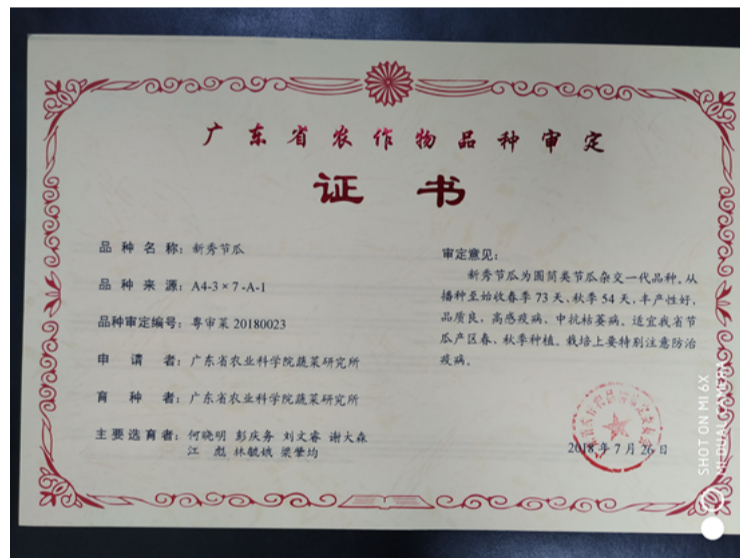 广东省农作物品种审定
证书
品种名称：新秀节瓜
品种来源：A4-3×7-A-1
品种审定编号：粤审菜20180023
申请者：广东省农业科学院蔬菜研究所
育种者：广东省农业科学院蔬菜研究所
主要选育者：何晓明 彭庆务 刘文睿 谢大森
江彪 林毓娥 梁肇均
审定意见：
新秀节瓜为圆筒类节瓜杂交一代品种。从
播种至始收春季73天、秋季54天，丰产性好，
品质良，高感疫病，中抗枯萎病。适宜我省节
瓜产区春、秋季种植。栽培上要特别注意防治
疫病。
2018年7月26日
SHOT ON MI 6X
MI DUAL CAMERA